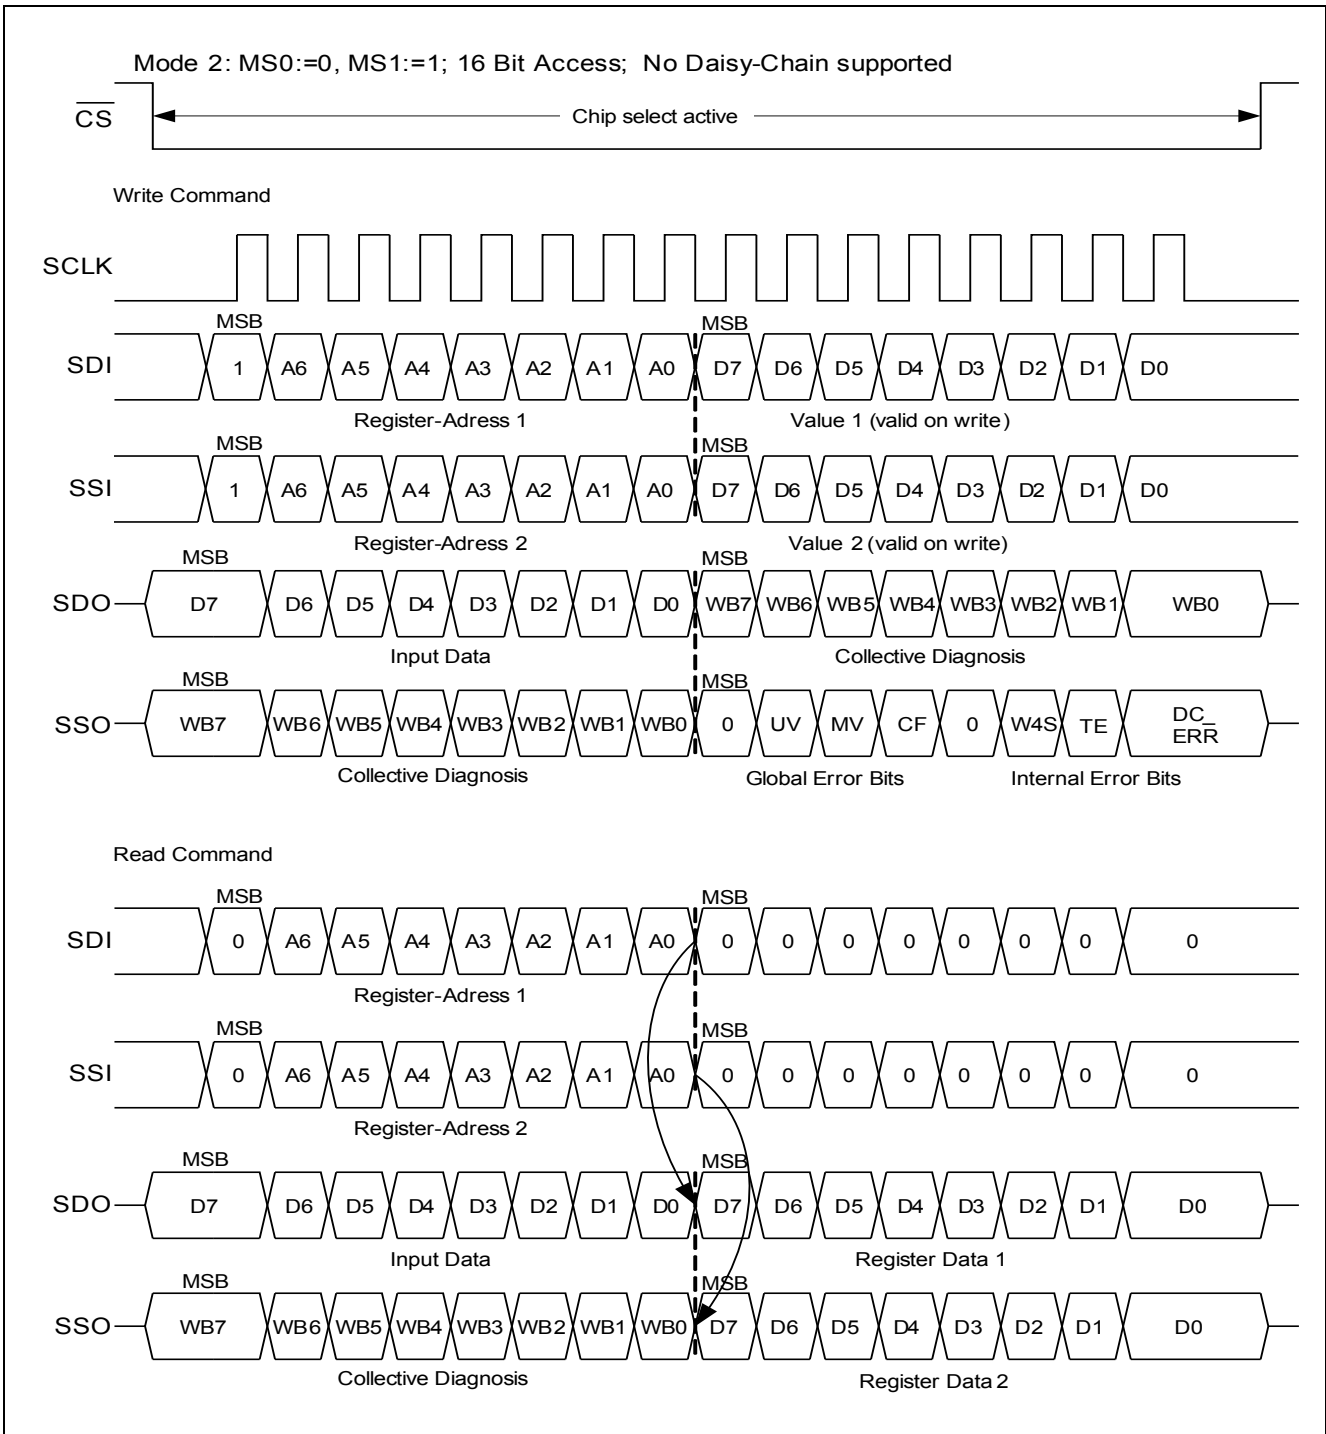 Mode 2: MS0:=0, MS1:=1; 16 Bit Access; No Daisy-Chain supported
CS
Chip select active
Write Command
SCLK
MSB MSB
SDI 1 A6 A5 A4 A3 A2 A1 A0 D7 D6 D5 D4 D3 D2 D1 D0
Register-Adress 1 Value 1 (valid on write)
MSB MSB
SSI 1 A6 A5 A4 A3 A2 A1 A0 D7 D6 D5 D4 D3 D2 D1 D0
Register-Adress 2 Value 2 (valid on write)
MSB MSB
SDO D7 D6 D5 D4 D3 D2 D1 D0 WB7 WB6 WB5 WB4 WB3 WB2 WB1 WB0
Input Data Collective Diagnosis
MSB MSB
SSO WB7 WB6 WB5 WB4 WB3 WB2 WB1 WB0 0 UV MV CF 0 W4S TE DC_
ERR
Collective Diagnosis Global Error Bits Internal Error Bits
Read Command
MSB MSB
SDI 0 A6 A5 A4 A3 A2 A1 A0 0 0 0 0 0 0 0 0
Register-Adress 1
MSB MSB
SSI 0 A6 A5 A4 A3 A2 A1 A0 0 0 0 0 0 0 0 0
Register-Adress 2
MSB MSB
SDO D7 D6 D5 D4 D3 D2 D1 D0 D7 D6 D5 D4 D3 D2 D1 D0
Input Data Register Data 1
MSB MSB
SSO WB7 WB6 WB5 WB4 WB3 WB2 WB1 WB0 D7 D6 D5 D4 D3 D2 D1 D0
Collective Diagnosis Register Data 2